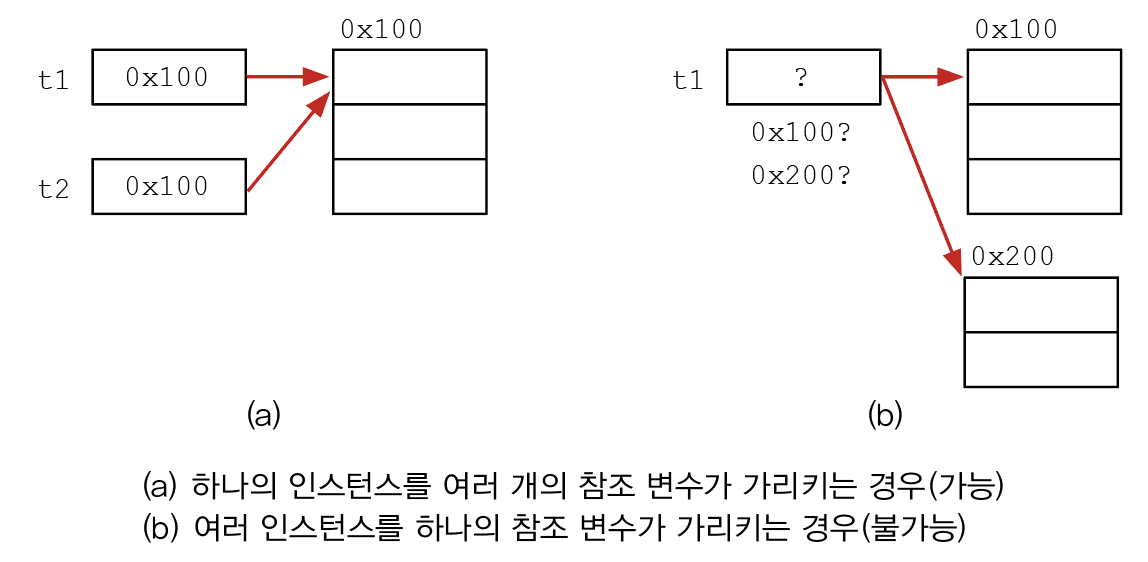 0x100
t1 0x100
t2 0x100
(a)
0x100
t1 ?
0x100?
0x200?
0x200
(b)
(a) 하나의 인스턴스를 여러 개의 참조 변수가 가리키는 경우(가능)
(b) 여러 인스턴스를 하나의 참조 변수가 가리키는 경우(불가능)